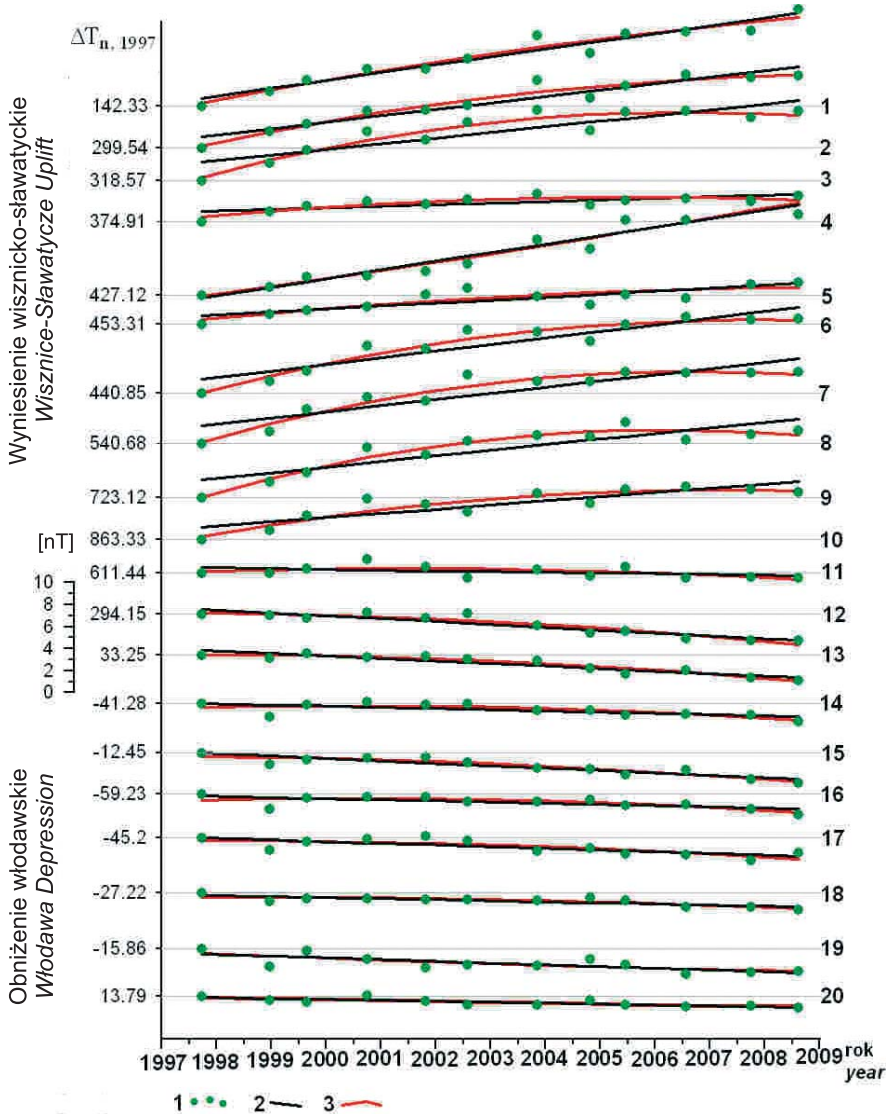 ΔTn, 1997
Wyniesienie wisznicko-sławatyckie
Wisznice-Sławatycze Uplift
142.33 1
299.54 2
318.57 3
374.91 4
427.12 5
453.31 6
440.85 7
540.68 8
723.12 9
863.33 10
[nT]
10
8
6
4
2
0
611.44 11
294.15 12
33.25 13
-41.28 14
-12.45 15
-59.23 16
-45.2 17
-27.22 18
-15.86 19
13.79 20
Obniżenie włodawskie
Włodawa Depression
1997 1998 1999 2000 2001 2002 2003 2004 2005 2006 2007 2008 2009 rok
year
1 2 3